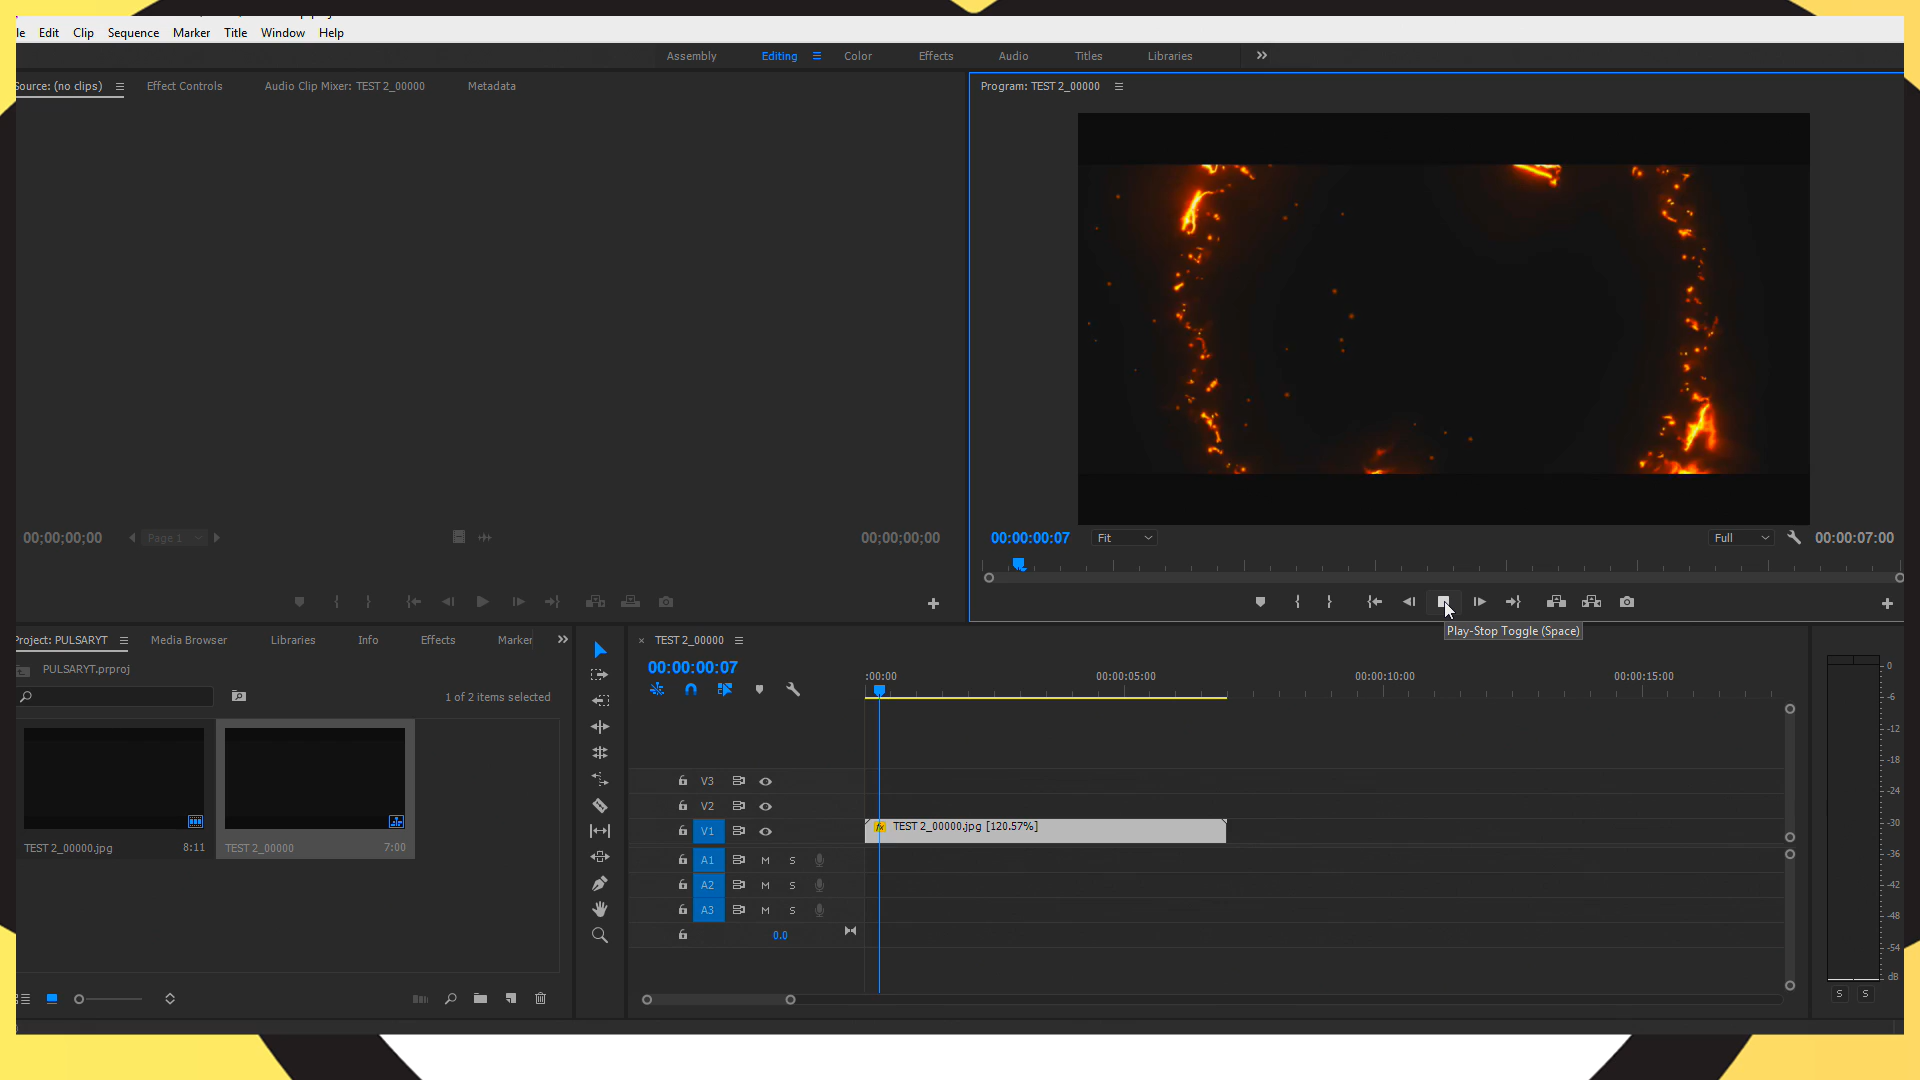 le Edit Clip Sequence Marker Title Window Help
Assembly Editing Color Effects Audio Titles Libraries
Source: (no clips) Effect Controls Audio Clip Mixer: TEST 2_00000 Metadata
Program: TEST 2_00000
00;00;00;00 Page 1 00;00;00;00
00:00:00:07 Fit Full 00:00:07:00
Play-Stop Toggle (Space)
Project: PULSARYT Media Browser Libraries Info Effects Marker
PULSARYT.prproj
1 of 2 items selected
TEST 2_00000.jpg 8:11
TEST 2_00000 7:00
× TEST 2_00000
00:00:00:07
:00:00 00:00:05:00 00:00:10:00 00:00:15:00
V3
V2
V1 fx TEST 2_00000.jpg [120.57%]
A1 M S
A2 M S
A3 M S
0.0
0
-6
-12
-18
-24
-30
-36
-42
-48
-54
dB
S S